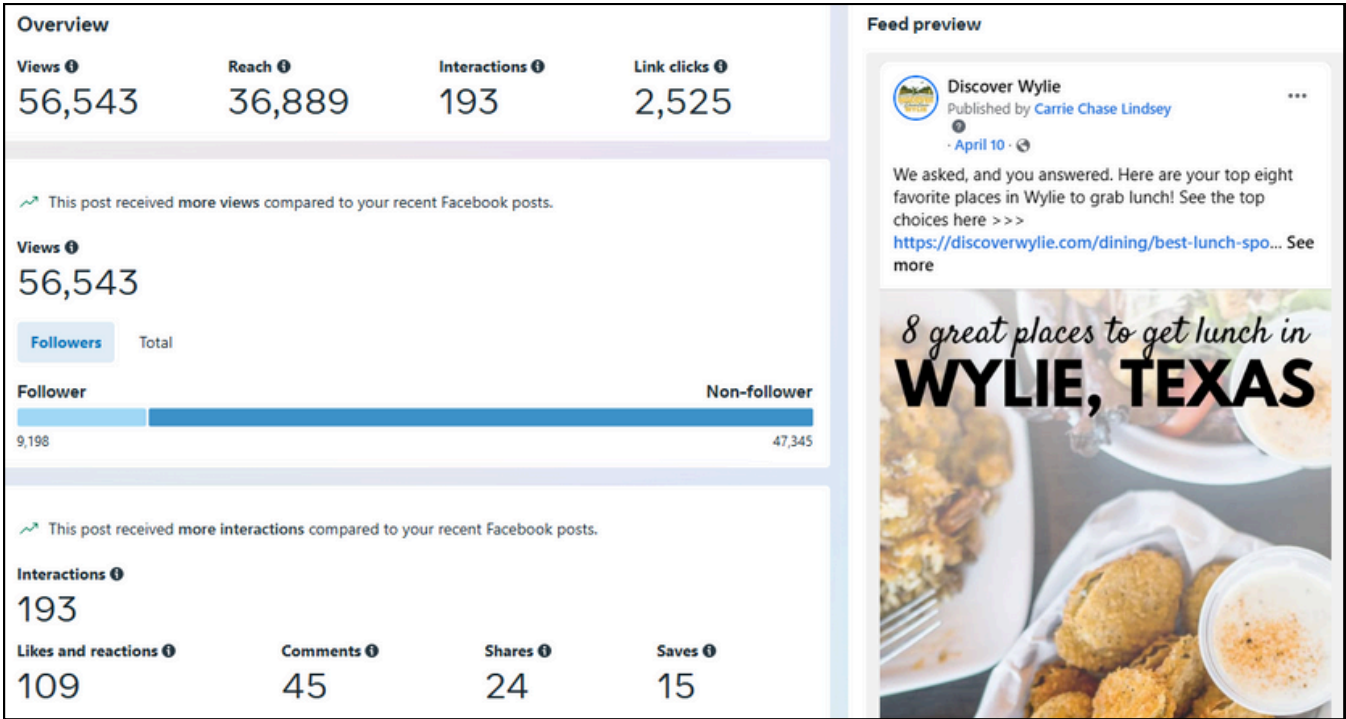 Overview
Views Reach Interactions Link clicks
56,543 36,889 193 2,525
This post received more views compared to your recent Facebook posts.
Views
56,543
Followers Total
Follower Non-follower
9,198 47,345
This post received more interactions compared to your recent Facebook posts.
Interactions
193
Likes and reactions Comments Shares Saves
109 45 24 15
Feed preview
Discover Wylie
Published by Carrie Chase Lindsey
· April 10 ·
We asked, and you answered. Here are your top eight
favorite places in Wylie to grab lunch! See the top
choices here >>>
https://discoverwylie.com/dining/best-lunch-spo... See
more
8 great places to get lunch in
WYLIE, TEXAS